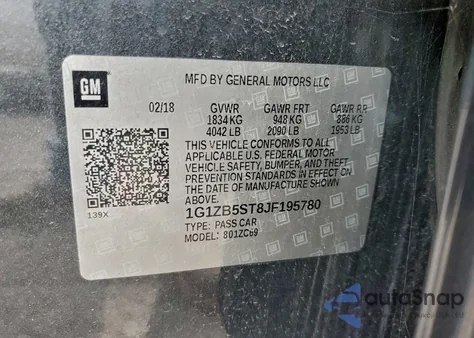 GM
MFD BY GENERAL MOTORS LLC
02/18 GVWR GAWR FRT GAWR RR
1834 KG 948 KG 886 KG
4042 LB 2090 LB 1953 LB
THIS VEHICLE CONFORMS TO ALL
APPLICABLE U.S. FEDERAL MOTOR
VEHICLE SAFETY, BUMPER, AND THEFT
PREVENTION STANDARDS IN EFFECT ON
THE DATE OF MANUFACTURE SHOWN
ABOVE.
139X
1G1ZB5ST8JF195780
TYPE: PASS CAR
MODEL: 801ZC69
autoSnap